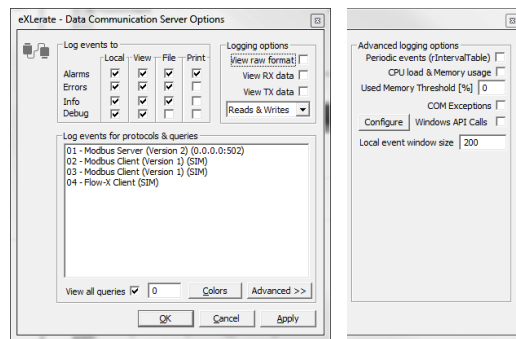 eXLerate - Data Communication Server Options
Log events to
Local View File Print
Alarms
Errors
Info
Debug
Logging options
View raw format
View RX data
View TX data
Reads & Writes
Log events for protocols & queries
01 - Modbus Server (Version 2) (0.0.0.0:502)
02 - Modbus Client (Version 1) (SIM)
03 - Modbus Client (Version 1) (SIM)
04 - Flow-X Client (SIM)
View all queries 0 Colors Advanced >>
OK Cancel Apply
Advanced logging options
Periodic events (rIntervalTable)
CPU load & Memory usage
Used Memory Threshold [%] 0
COM Exceptions
Configure Windows API Calls
Local event window size 200